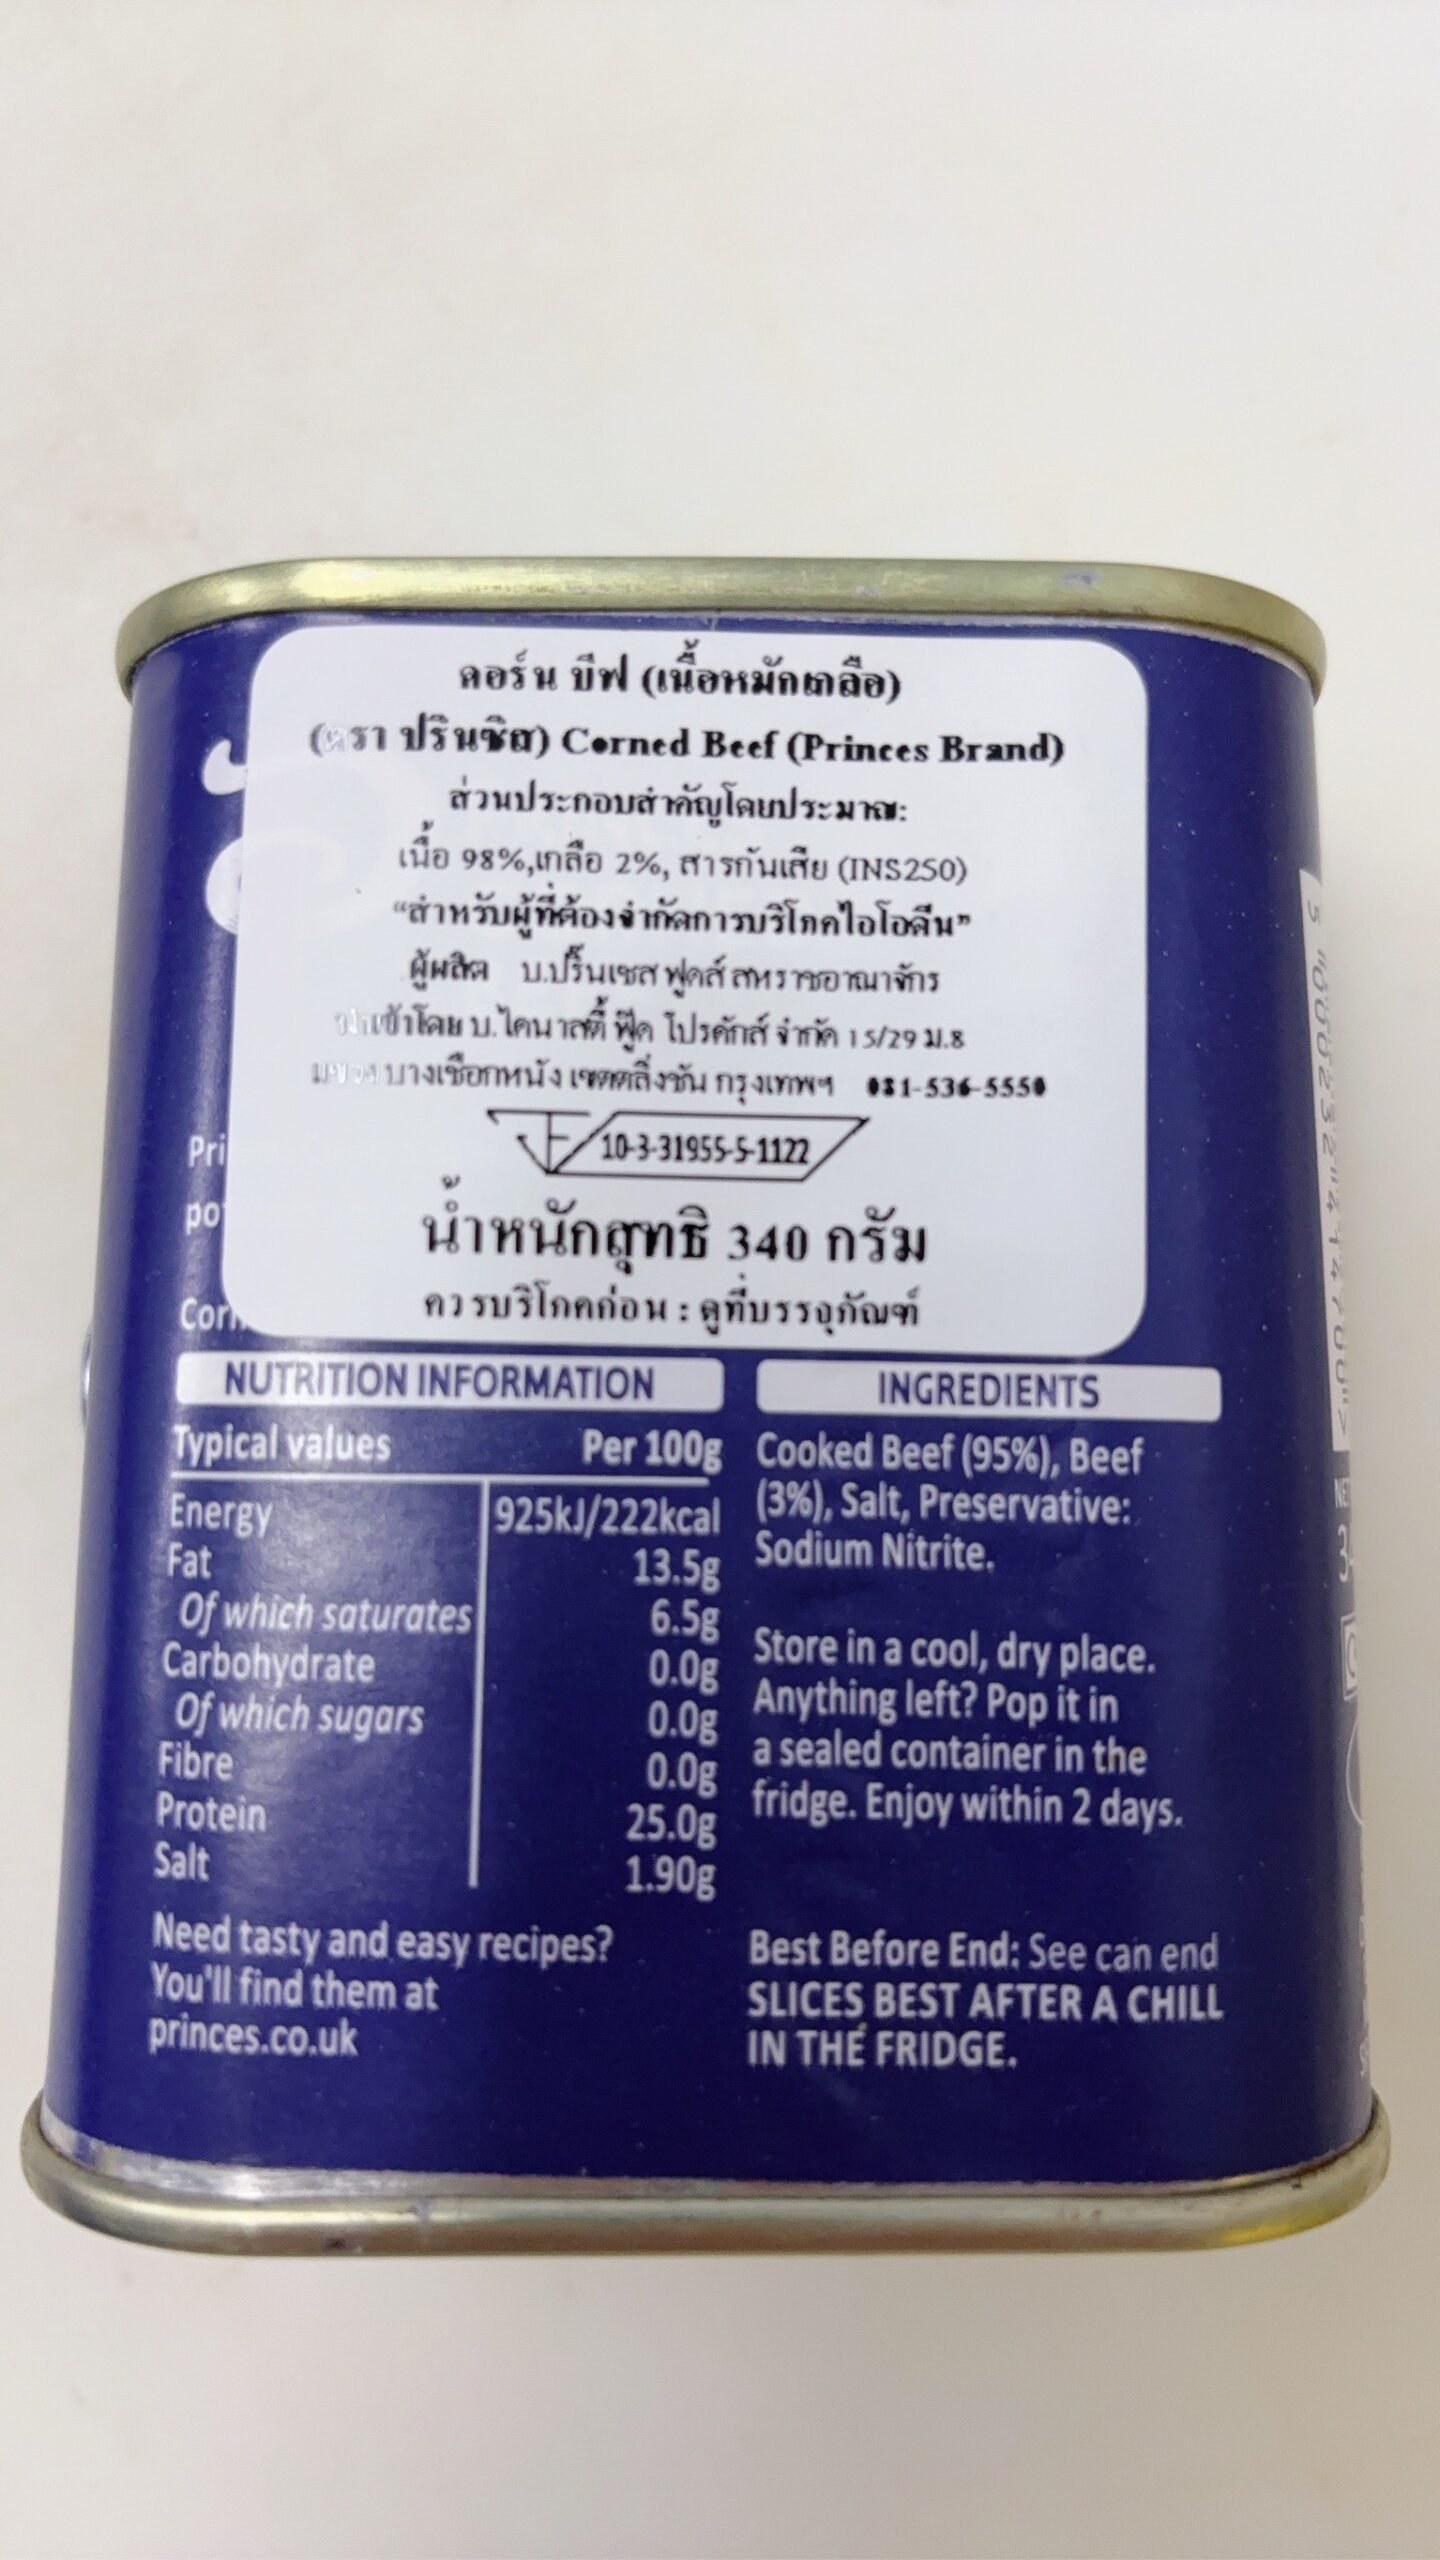 คอร์น บีฟ (เนื้อหมักเกลือ)
(ตรา ปรินซิส) Corned Beef (Princes Brand)
ส่วนประกอบสำคัญโดยประมาณ:
เนื้อ 98%,เกลือ 2%, สารกันเสีย (INS250)
“สำหรับผู้ที่ต้องจำกัดการบริโภคไอโอดีน”
ผู้ผลิต บ.ปริ๊นเซส ฟูดส์ สหราชอาณาจักร
นำเข้าโดย บ.ไดนาสตี้ ฟู๊ด โปรดักส์ จำกัด 15/29 ม.8
บางเชือกหนัง เขตตลิ่งชัน กรุงเทพฯ 081-536-5550
10-3-31955-5-1122
น้ำหนักสุทธิ 340 กรัม
ควรบริโภคก่อน : ดูที่บรรจุภัณฑ์
Pri
po
Corn
NUTRITION INFORMATION
Typical values Per 100g
Energy 925kJ/222kcal
Fat 13.5g
Of which saturates 6.5g
Carbohydrate 0.0g
Of which sugars 0.0g
Fibre 0.0g
Protein 25.0g
Salt 1.90g
Need tasty and easy recipes?
You'll find them at
princes.co.uk
INGREDIENTS
Cooked Beef (95%), Beef
(3%), Salt, Preservative:
Sodium Nitrite.
Store in a cool, dry place.
Anything left? Pop it in
a sealed container in the
fridge. Enjoy within 2 days.
Best Before End: See can end
SLICES BEST AFTER A CHILL
IN THE FRIDGE.